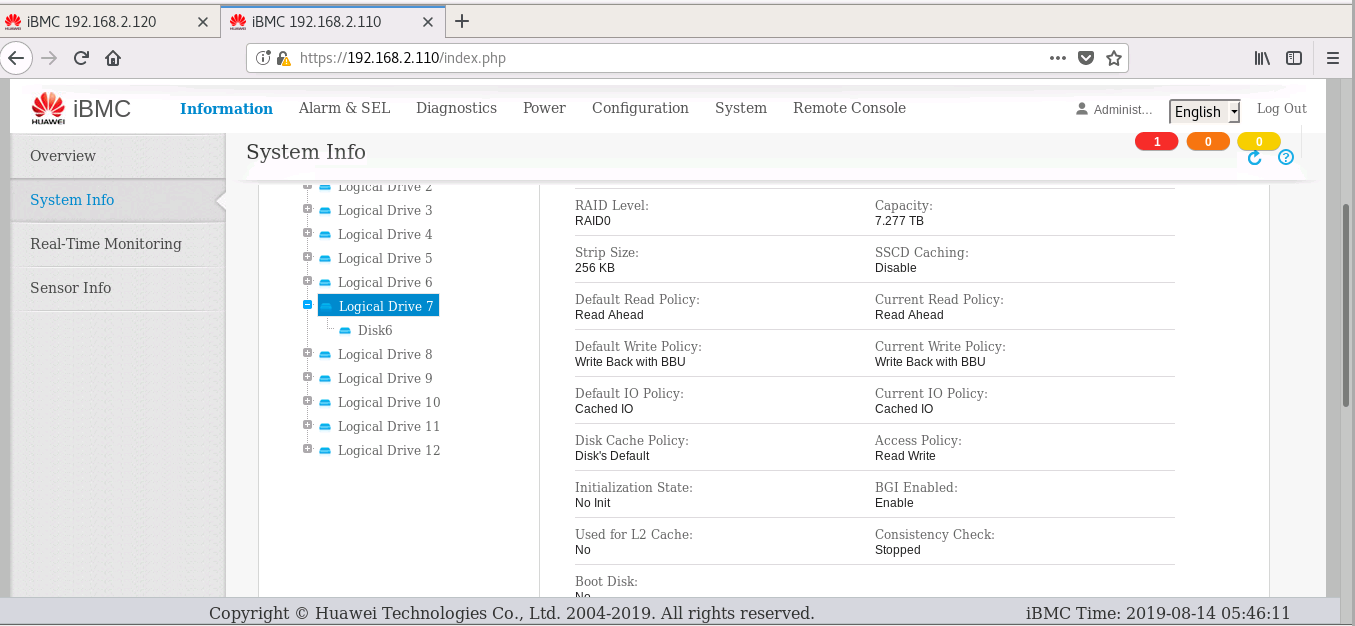 iBMC 192.168.2.120
iBMC 192.168.2.110
https://192.168.2.110/index.php
HUAWEI iBMC Information Alarm & SEL Diagnostics Power Configuration System Remote Console Administ... English Log Out
Overview
System Info
Real-Time Monitoring
Sensor Info
System Info
1 0 0
Logical Drive 2
Logical Drive 3
Logical Drive 4
Logical Drive 5
Logical Drive 6
Logical Drive 7
Disk6
Logical Drive 8
Logical Drive 9
Logical Drive 10
Logical Drive 11
Logical Drive 12
RAID Level: Capacity:
RAID0 7.277 TB
Strip Size: SSCD Caching:
256 KB Disable
Default Read Policy: Current Read Policy:
Read Ahead Read Ahead
Default Write Policy: Current Write Policy:
Write Back with BBU Write Back with BBU
Default IO Policy: Current IO Policy:
Cached IO Cached IO
Disk Cache Policy: Access Policy:
Disk's Default Read Write
Initialization State: BGI Enabled:
No Init Enable
Used for L2 Cache: Consistency Check:
No Stopped
Boot Disk:
No
Copyright © Huawei Technologies Co., Ltd. 2004-2019. All rights reserved. iBMC Time: 2019-08-14 05:46:11